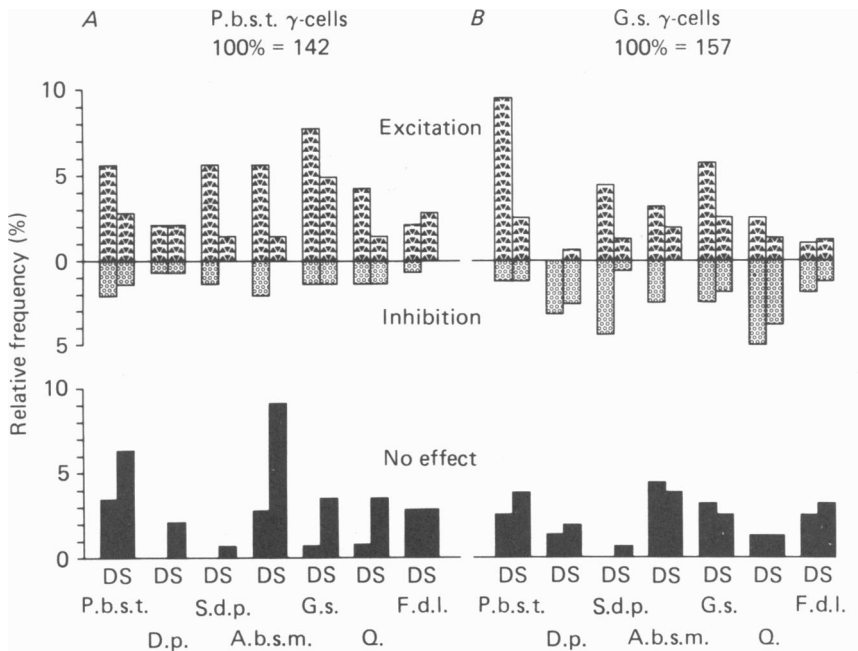 A P.b.s.t. γ-cells B G.s. γ-cells
100% = 142 100% = 157
Relative frequency (%)
10
Excitation
5
0
Inhibition
5
10
No effect
5
0
DS DS DS DS DS DS DS DS DS DS DS DS DS DS
P.b.s.t. S.d.p. G.s. F.d.l. P.b.s.t. S.d.p. G.s. F.d.l.
D.p. A.b.s.m. Q. D.p. A.b.s.m. Q.